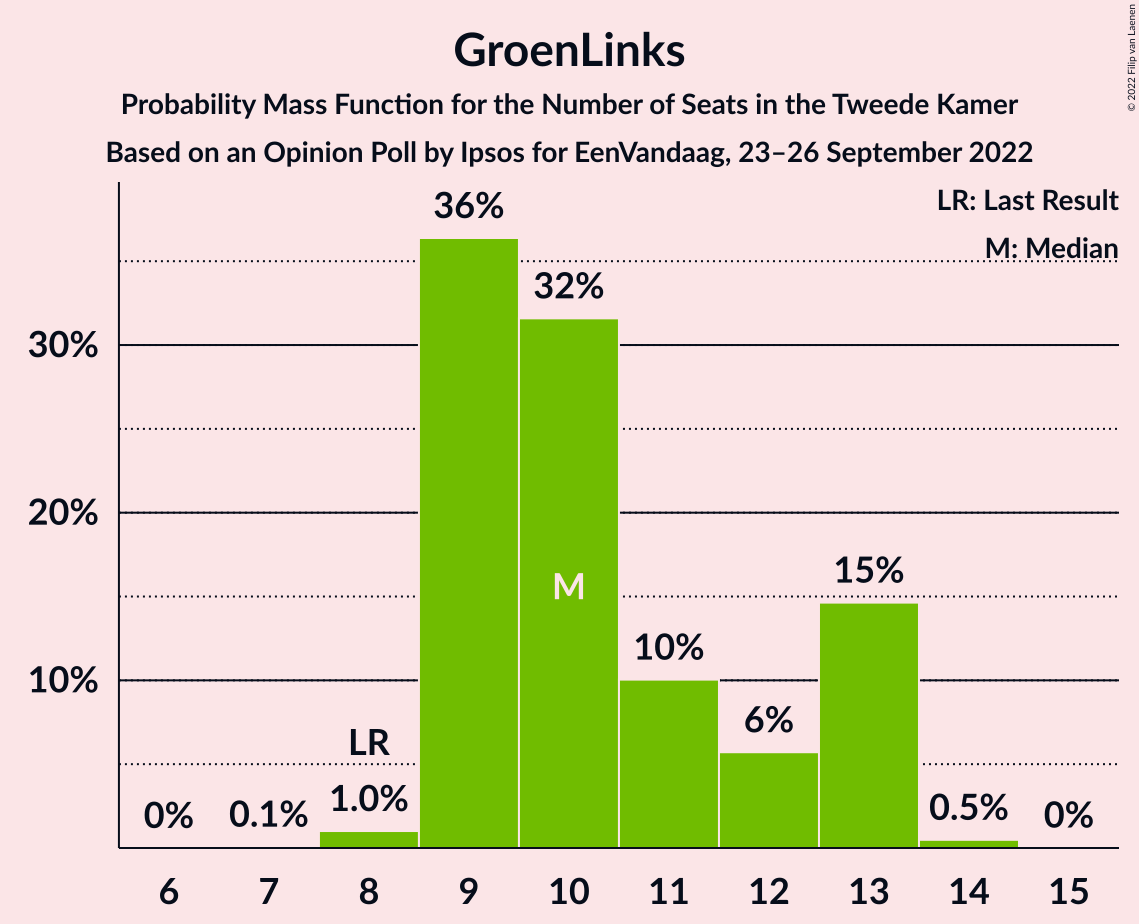 GroenLinks
Probability Mass Function for the Number of Seats in the Tweede Kamer
Based on an Opinion Poll by Ipsos for EenVandaag, 23–26 September 2022
© 2022 Filip van Laenen
LR: Last Result
M: Median
36%
32%
30%
20%
15%
M
10%
10%
6%
LR
1.0%
0.5%
0%
0.1%
0%
6 7 8 9 10 11 12 13 14 15